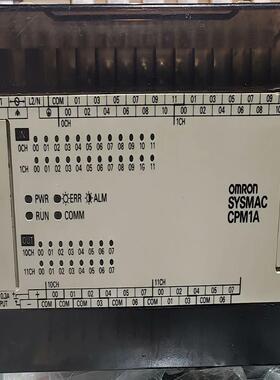 L2/N COM 01 03 05 07 09 11 01 03 05 07 09 11
COM 00 02 04 06 08 10 00 02 04 06 08 10
0CH 1CH
IN
0CH 00 01 02 03 04 05 06 07 08 09 10 11
1CH 00 01 02 03 04 05 06 07 08 09 10 11
PWR ERR ALM
RUN COMM
OMRON
SYSMAC
CPM1A
OUT
10CH 00 01 02 03 04 05 06 07
11CH 00 01 02 03 04 05 06 07
10CH 11CH
0.3A + 00 01 02 03 04 06 00 01 03 04 06
PUT - COM COM COM COM 05 07 COM 02 COM 05 07